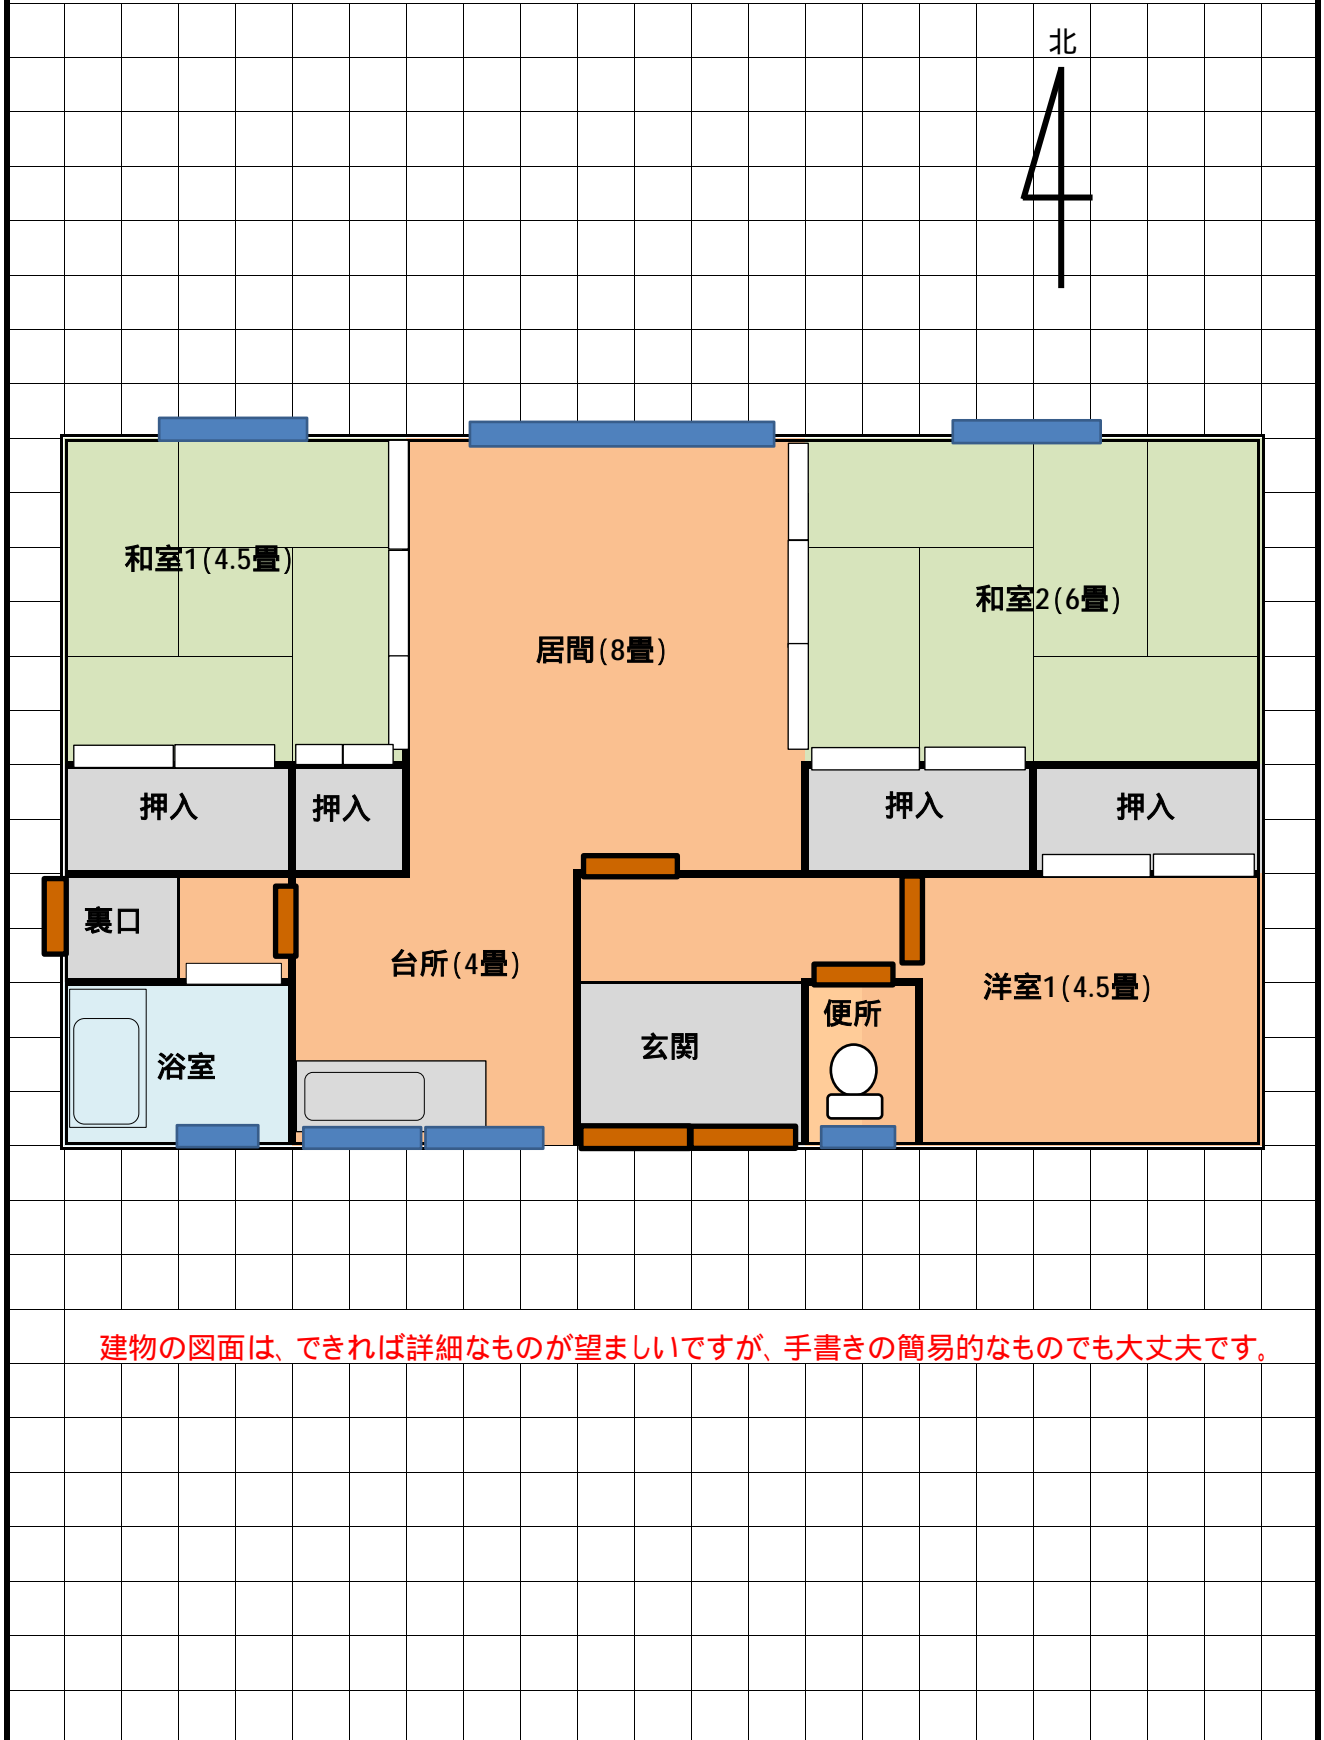 北
和室1(4.5畳)
和室2(6畳)
居間(8畳)
押入
押入
押入
押入
裏口
台所(4畳)
洋室1(4.5畳)
便所
玄関
浴室
建物の図面は、できれば詳細なものが望ましいですが、手書きの簡易的なものでも大丈夫です。